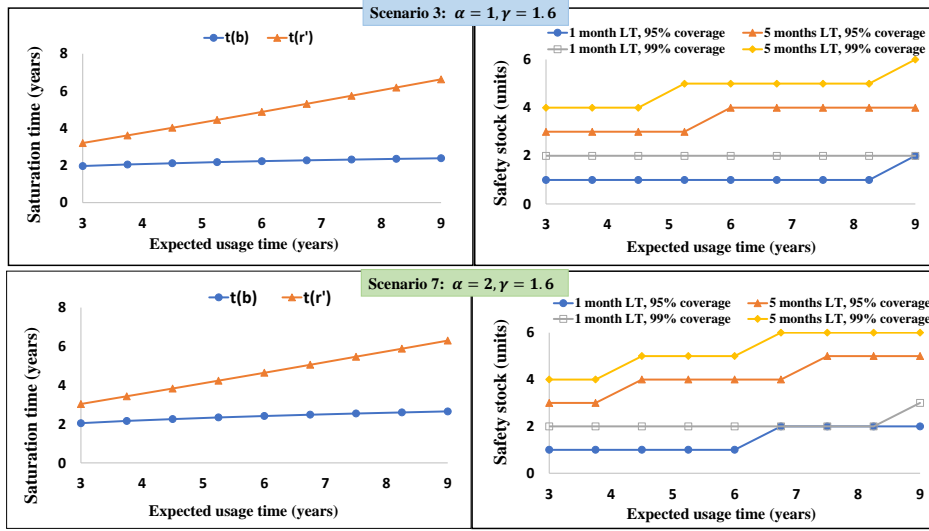 Scenario 3: α = 1, γ = 1.6
t(b) t(r')
Saturation time (years)
8
6
4
2
0
3 4 5 6 7 8 9
Expected usage time (years)
1 month LT, 95% coverage 5 months LT, 95% coverage
1 month LT, 99% coverage 5 months LT, 99% coverage
Safety stock (units)
6
4
2
0
3 4 5 6 7 8 9
Expected usage time (years)
Scenario 7: α = 2, γ = 1.6
t(b) t(r')
Saturation time (years)
8
6
4
2
0
3 4 5 6 7 8 9
Expected usage time (years)
1 month LT, 95% coverage 5 months LT, 95% coverage
1 month LT, 99% coverage 5 months LT, 99% coverage
Safety stock (units)
6
4
2
0
3 4 5 6 7 8 9
Expected usage time (years)